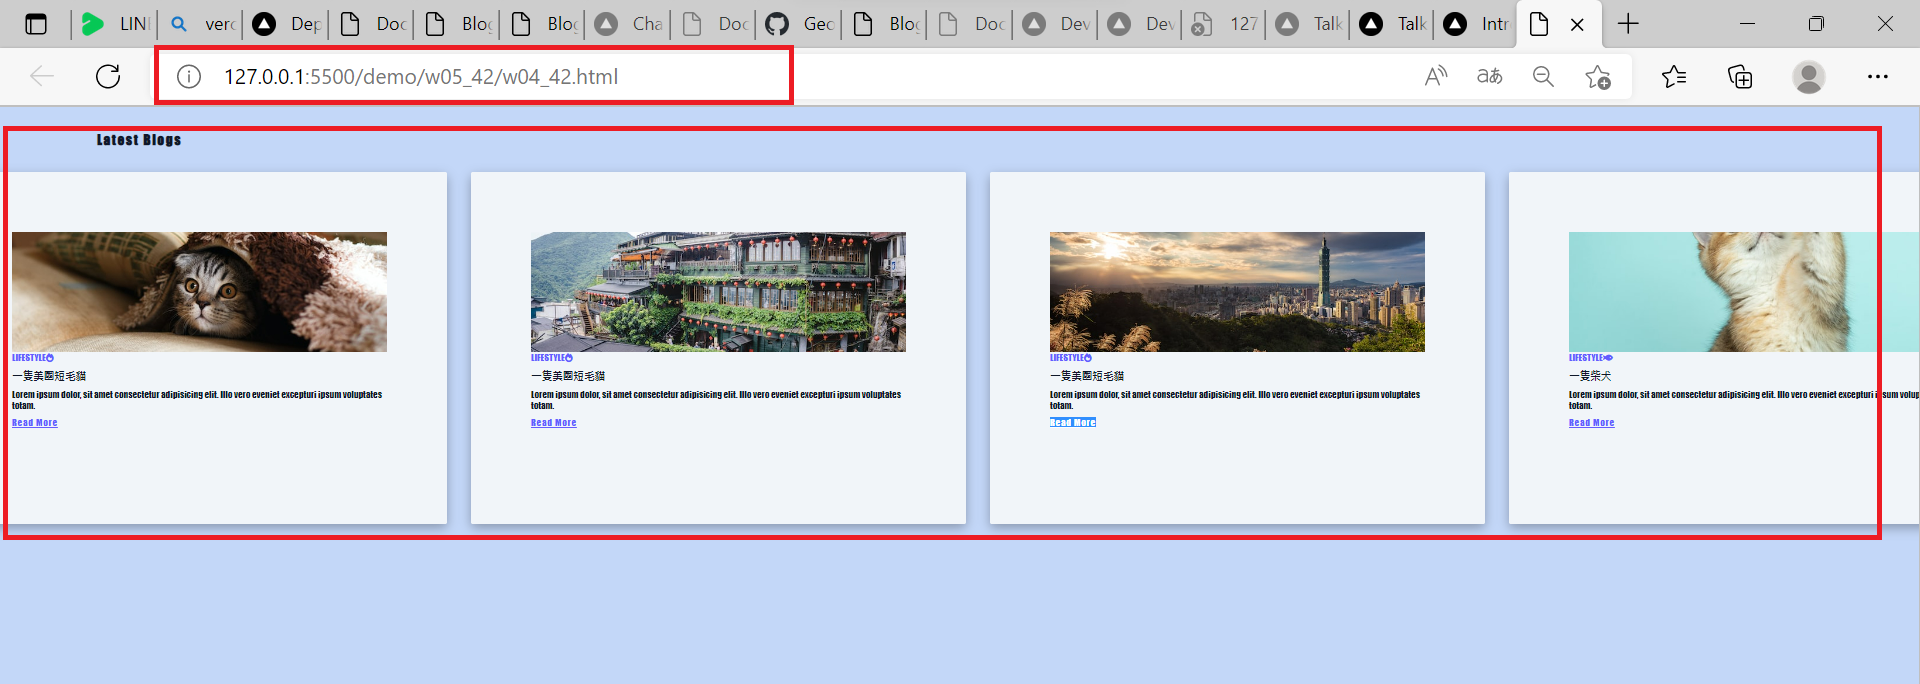 LINE
verc
Dep
Doc
Blog
Blog
Cha
Doc
Geo
Blog
Doc
Dev
Dev
127
Talk
Talk
Intr
127.0.0.1:5500/demo/w05_42/w04_42.html
Latest Blogs
LIFESTYLE
一隻美國短毛貓
Lorem ipsum dolor, sit amet consectetur adipisicing elit. Illo vero eveniet excepturi ipsum voluptates
totam.
Read More
LIFESTYLE
一隻美國短毛貓
Lorem ipsum dolor, sit amet consectetur adipisicing elit. Illo vero eveniet excepturi ipsum voluptates
totam.
Read More
LIFESTYLE
一隻美國短毛貓
Lorem ipsum dolor, sit amet consectetur adipisicing elit. Illo vero eveniet excepturi ipsum voluptates
totam.
Read More
LIFESTYLE
一隻柴犬
Lorem ipsum dolor, sit amet consectetur adipisicing elit. Illo vero eveniet excepturi ipsum volup
totam.
Read More